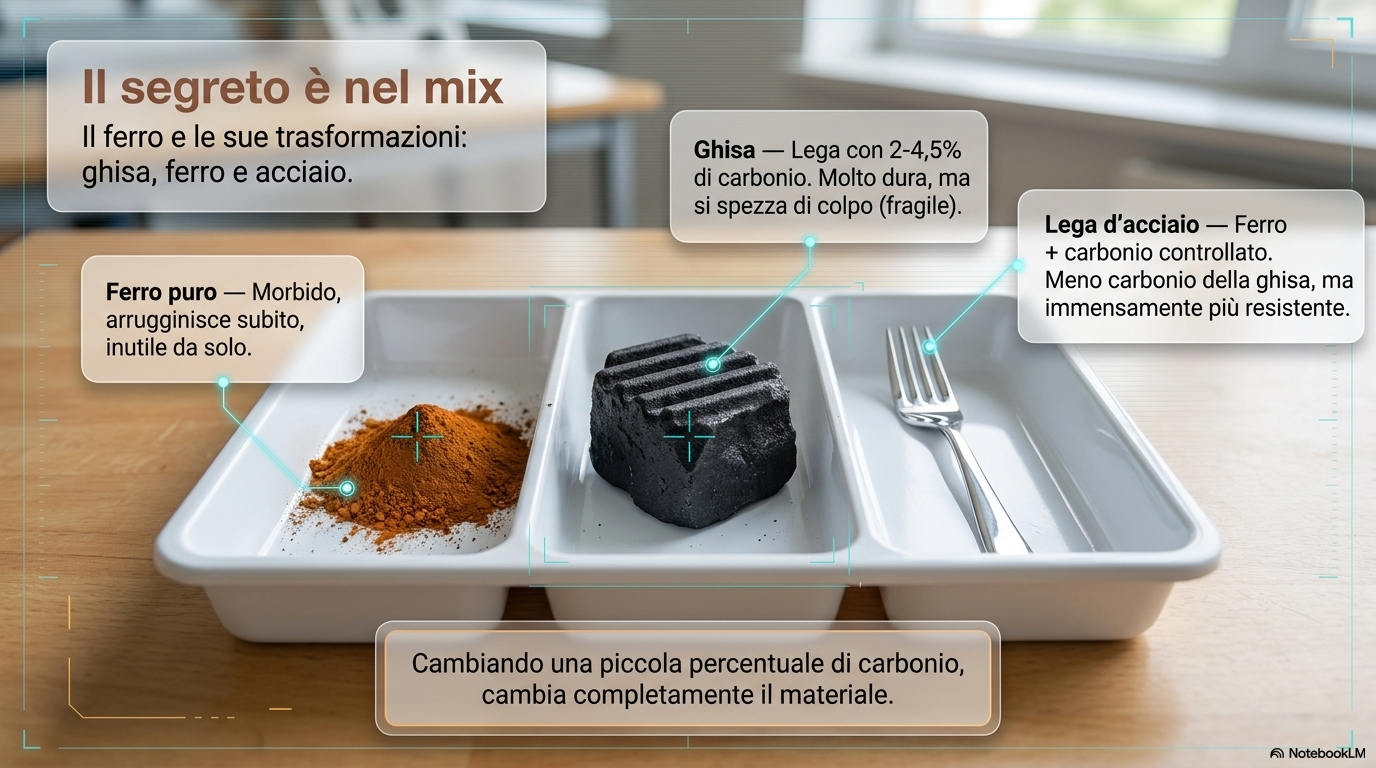 Il segreto è nel mix
Il ferro e le sue trasformazioni:
ghisa, ferro e acciaio.
Ghisa — Lega con 2-4,5%
di carbonio. Molto dura, ma
si spezza di colpo (fragile).
Lega d’acciaio — Ferro
+ carbonio controllato.
Meno carbonio della ghisa, ma
immensamente più resistente.
Ferro puro — Morbido,
arrugginisce subito,
inutile da solo.
Cambiando una piccola percentuale di carbonio,
cambia completamente il materiale.
NotebookLM